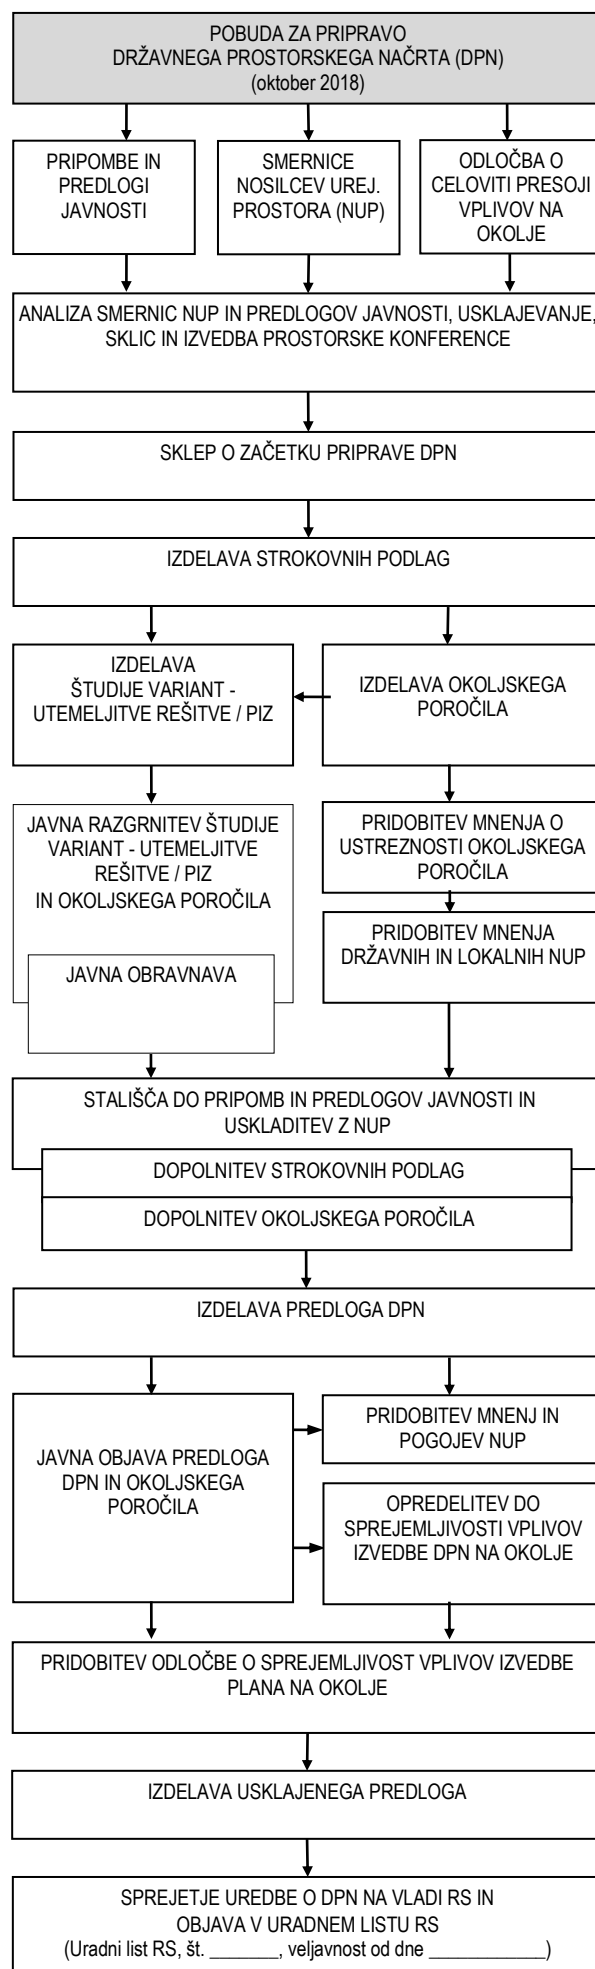 POBUDA ZA PRIPRAVO
DRŽAVNEGA PROSTORSKEGA NAČRTA (DPN)
(oktober 2018)
PRIPOMBE IN
PREDLOGI
JAVNOSTI
SMERNICE
NOSILCEV UREJ.
PROSTORA (NUP)
ODLOČBA O
CELOVITI PRESOJI
VPLIVOV NA
OKOLJE
ANALIZA SMERNIC NUP IN PREDLOGOV JAVNOSTI, USKLAJEVANJE,
SKLIC IN IZVEDBA PROSTORSKE KONFERENCE
SKLEP O ZAČETKU PRIPRAVE DPN
IZDELAVA STROKOVNIH PODLAG
IZDELAVA
ŠTUDIJE VARIANT -
UTEMELJITVE REŠITVE / PIZ
IZDELAVA OKOLJSKEGA
POROČILA
JAVNA RAZGRNITEV ŠTUDIJE
VARIANT - UTEMELJITVE
REŠITVE / PIZ
IN OKOLJSKEGA POROČILA
JAVNA OBRAVNAVA
PRIDOBITEV MNENJA O
USTREZNOSTI OKOLJSKEGA
POROČILA
PRIDOBITEV MNENJA
DRŽAVNIH IN LOKALNIH NUP
STALIŠČA DO PRIPOMB IN PREDLOGOV JAVNOSTI IN
USKLADITEV Z NUP
DOPOLNITEV STROKOVNIH PODLAG
DOPOLNITEV OKOLJSKEGA POROČILA
IZDELAVA PREDLOGA DPN
JAVNA OBJAVA PREDLOGA
DPN IN OKOLJSKEGA
POROČILA
PRIDOBITEV MNENJ IN
POGOJEV NUP
OPREDELITEV DO
SPREJEMLJIVOSTI VPLIVOV
IZVEDBE DPN NA OKOLJE
PRIDOBITEV ODLOČBE O SPREJEMLJIVOST VPLIVOV IZVEDBE
PLANA NA OKOLJE
IZDELAVA USKLAJENEGA PREDLOGA
SPREJETJE UREDBE O DPN NA VLADI RS IN
OBJAVA V URADNEM LISTU RS
(Uradni list RS, št. _______, veljavnost od dne ____________)